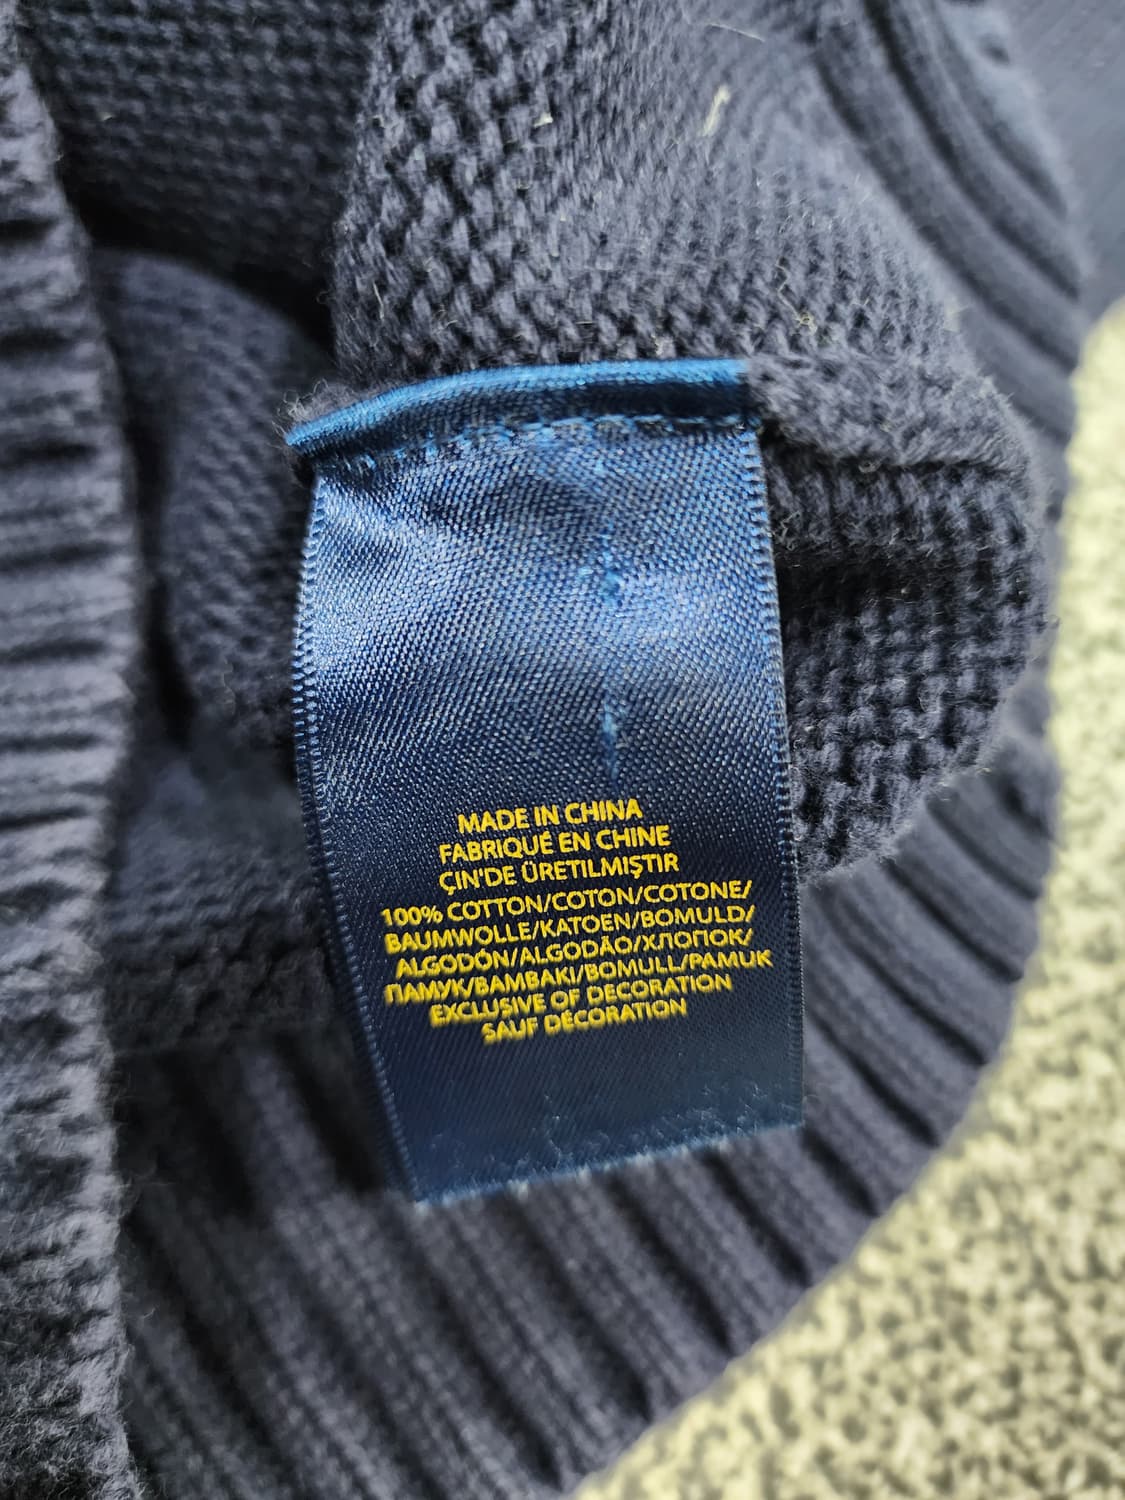 MADE IN CHINA
FABRIQUÉ EN CHINE
ÇIN'DE ÜRETILMIŞTIR
100% COTTON/COTON/COTONE/
BAUMWOLLE/KATOEN/BOMULD/
ALGODÓN/ALGODÃO/ХЛОПОК/
ПАМУК/BAMBAKI/BOMULL/PAMUK
EXCLUSIVE OF DECORATION
SAUF DÉCORATION